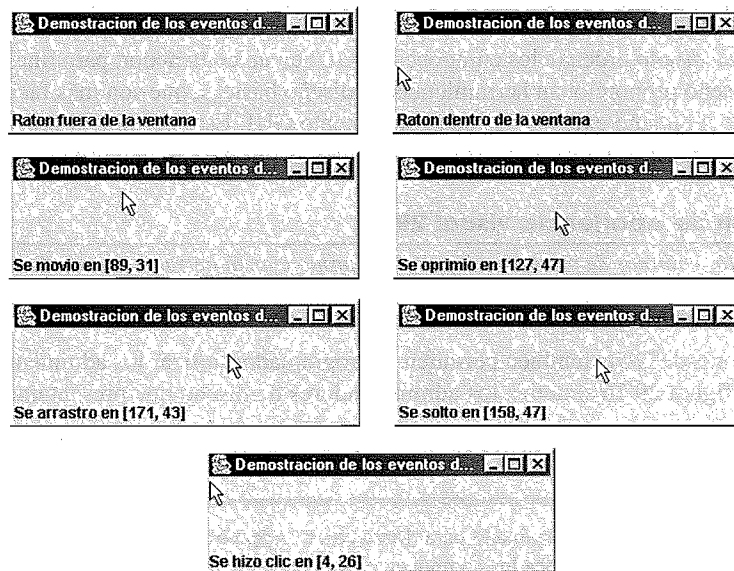 Demostracion de los eventos d...
Raton fuera de la ventana
Demostracion de los eventos d...
Raton dentro de la ventana
Demostracion de los eventos d...
Se movio en [89, 31]
Demostracion de los eventos d...
Se oprimio en [127, 47]
Demostracion de los eventos d...
Se arrastro en [171, 43]
Demostracion de los eventos d...
Se solto en [158, 47]
Demostracion de los eventos d...
Se hizo clic en [4, 26]